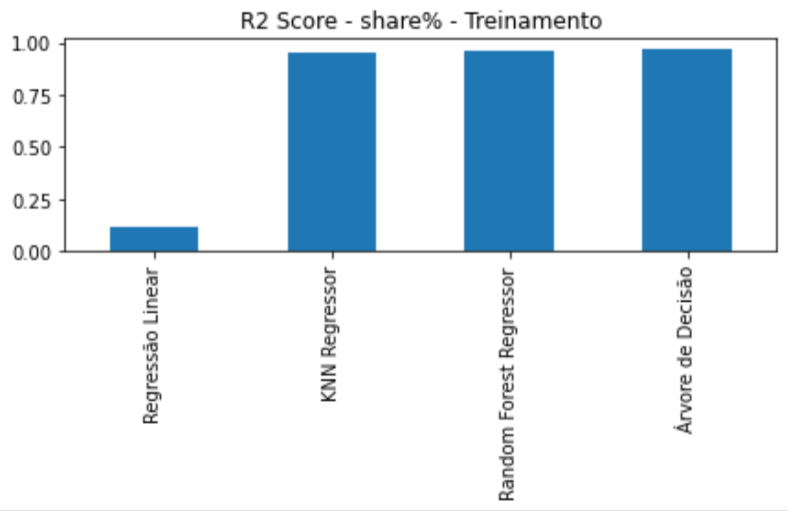 R2 Score - share% - Treinamento
1.00
0.75
0.50
0.25
0.00
Regressão Linear
KNN Regressor
Random Forest Regressor
Árvore de Decisão